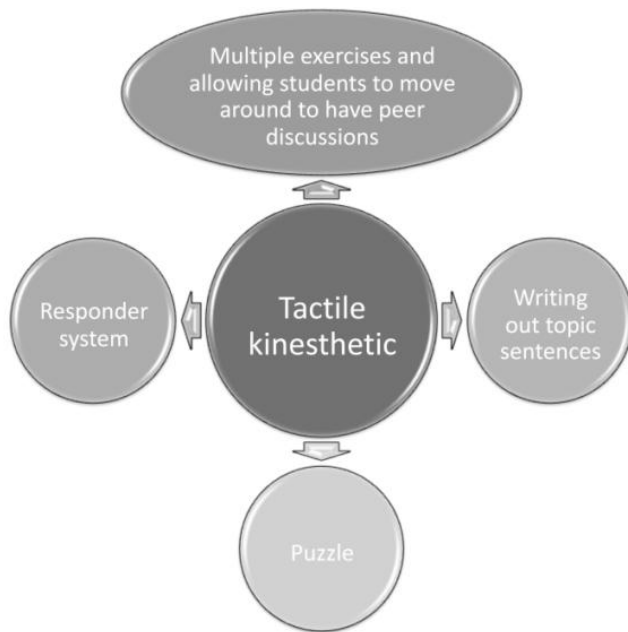 Multiple exercises and
allowing students to move
around to have peer
discussions
Responder
system
Tactile
kinesthetic
Writing
out topic
sentences
Puzzle